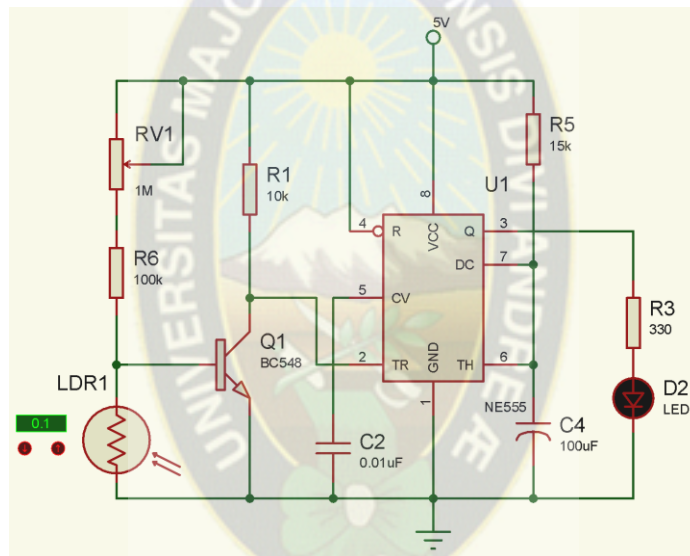 UNIVERSITAS MAJOR
ENSIS DIVI ANDREÆ
5V
RV1
1M
R6
100k
LDR1
0.1
R1
10k
Q1
BC548
C2
0.01uF
U1
NE555
4
R
8
VCC
Q
3
DC
7
5
CV
2
TR
GND
1
TH
6
R5
15k
C4
100uF
R3
330
D2
LED